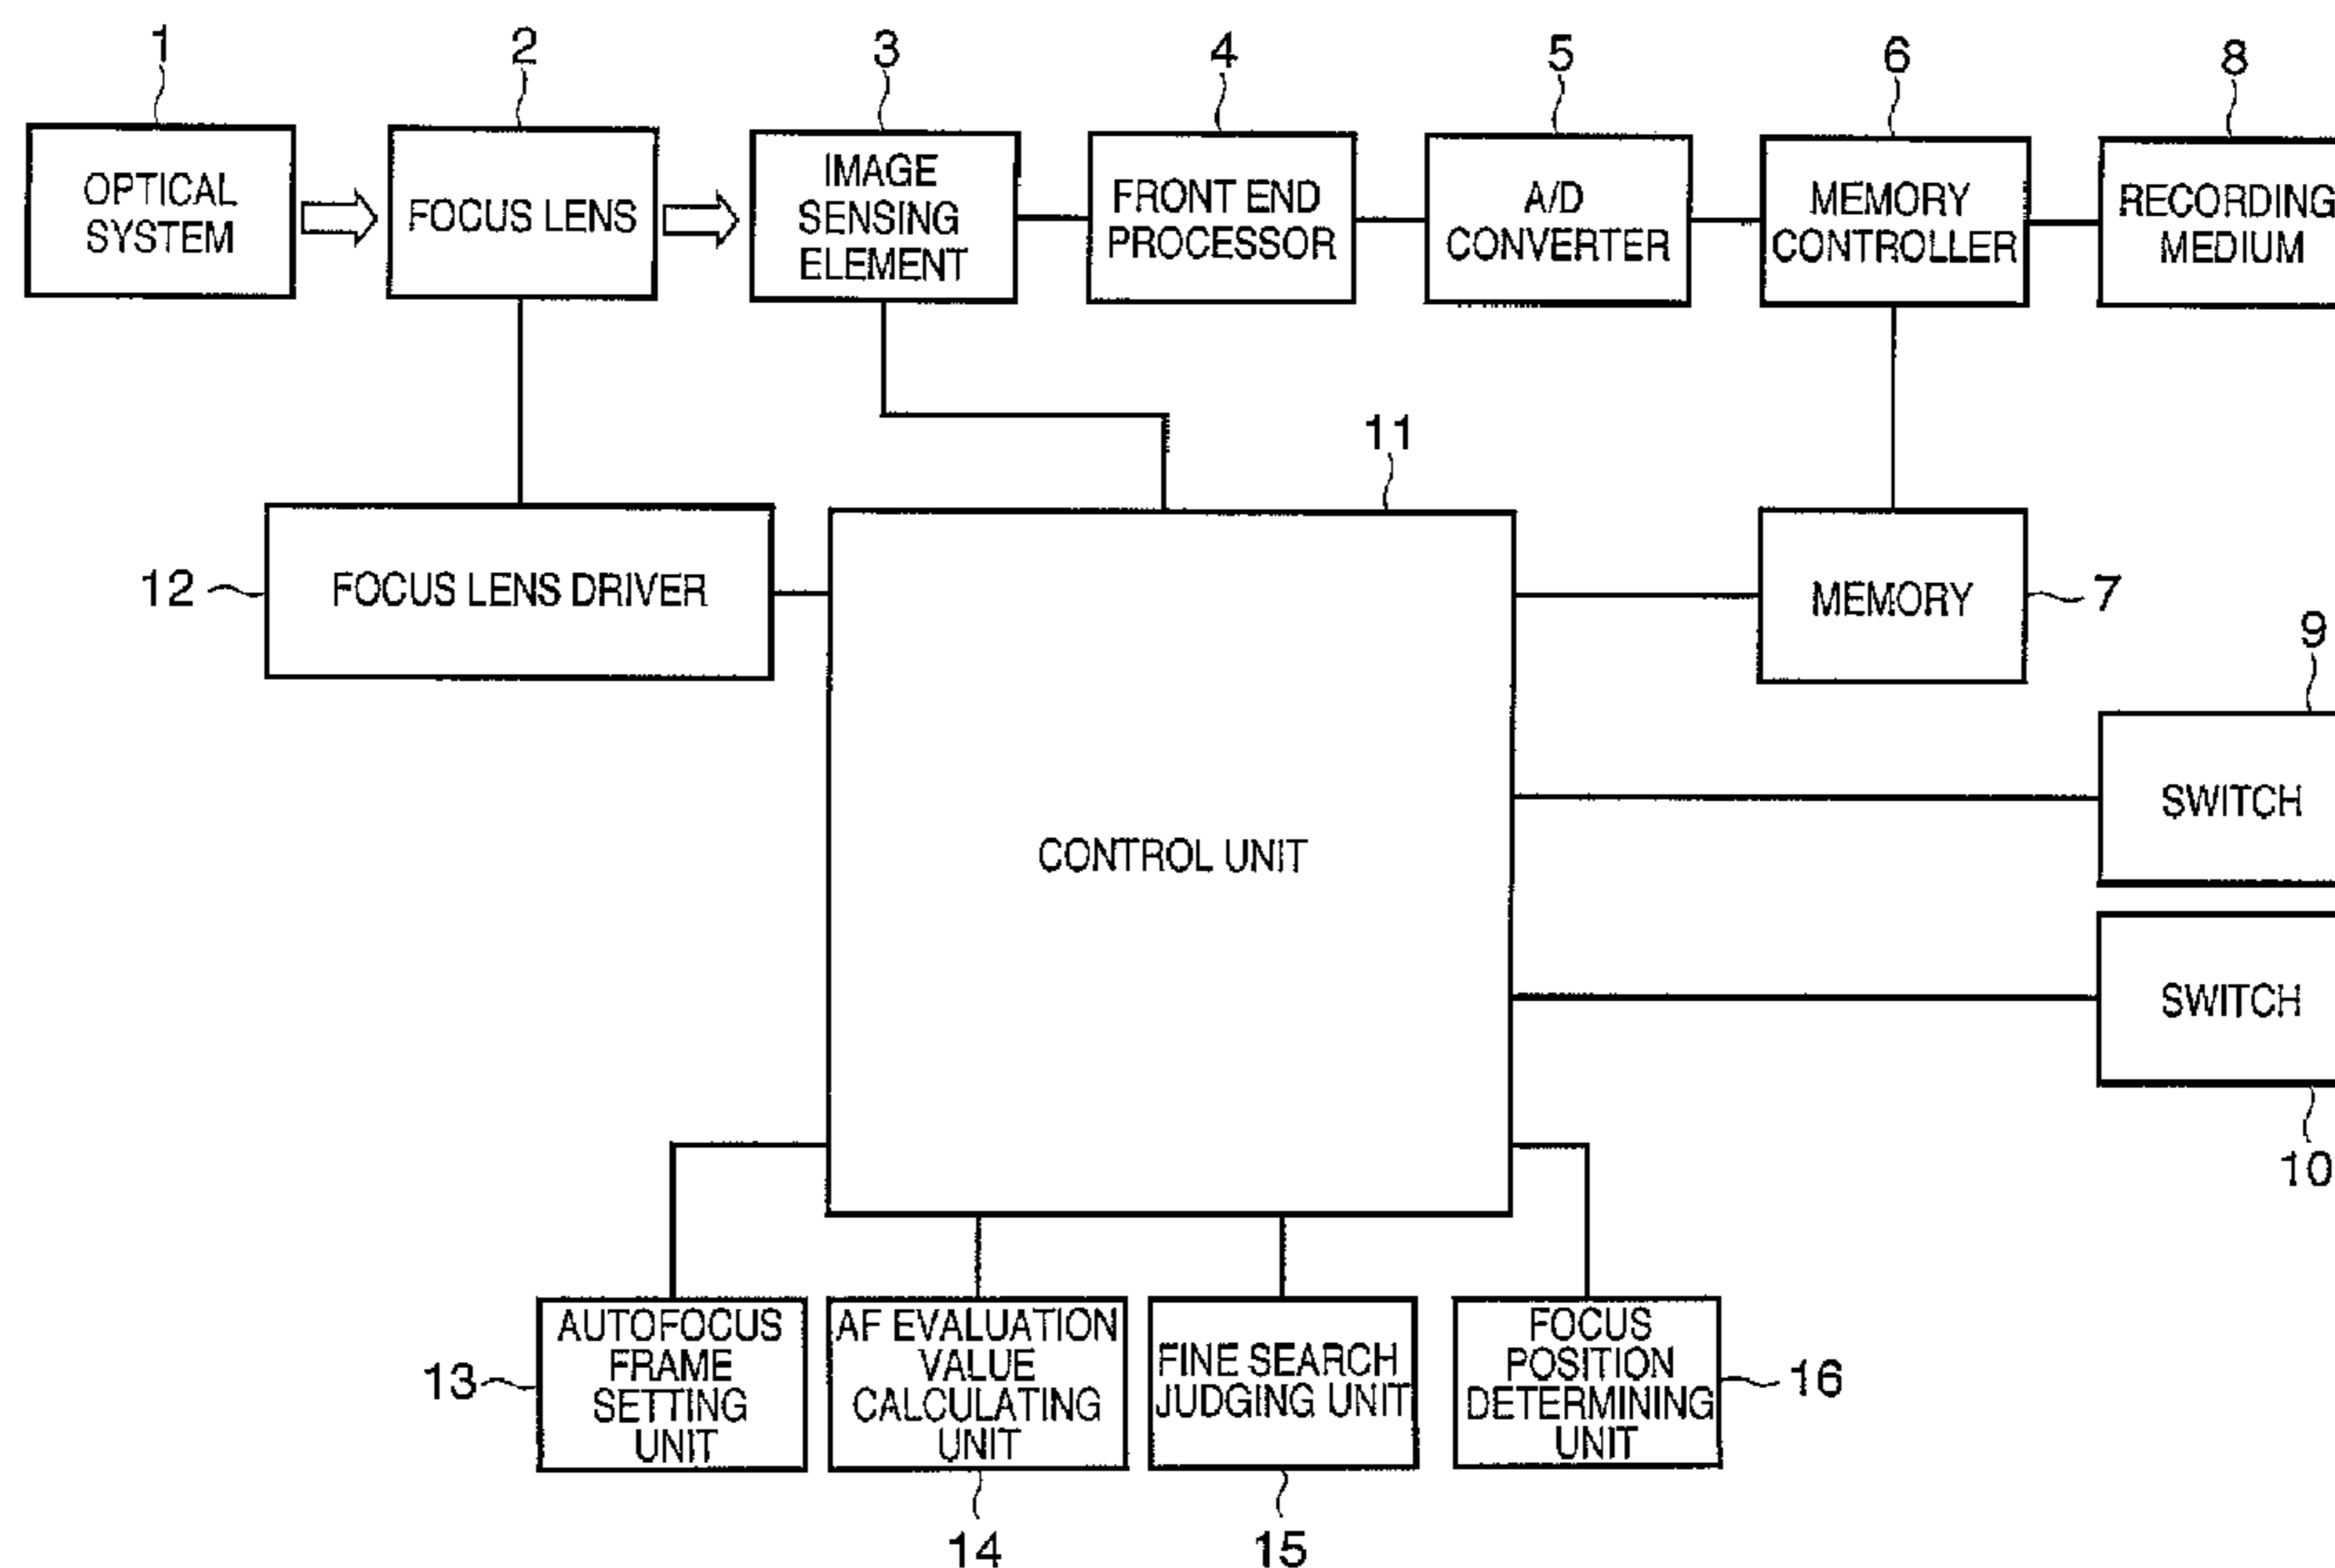 1
2
3
4
5
6
8
OPTICAL
SYSTEM
FOCUS LENS
IMAGE
SENSING
ELEMENT
FRONT END
PROCESSOR
A/D
CONVERTER
MEMORY
CONTROLLER
RECORDING
MEDIUM
11
12
FOCUS LENS DRIVER
MEMORY
7
9
SWITCH
CONTROL UNIT
SWITCH
10
13
AUTOFOCUS
FRAME
SETTING
UNIT
AF EVALUATION
VALUE
CALCULATING
UNIT
FINE SEARCH
JUDGING UNIT
FOCUS
POSITION
DETERMINING
UNIT
16
14
15